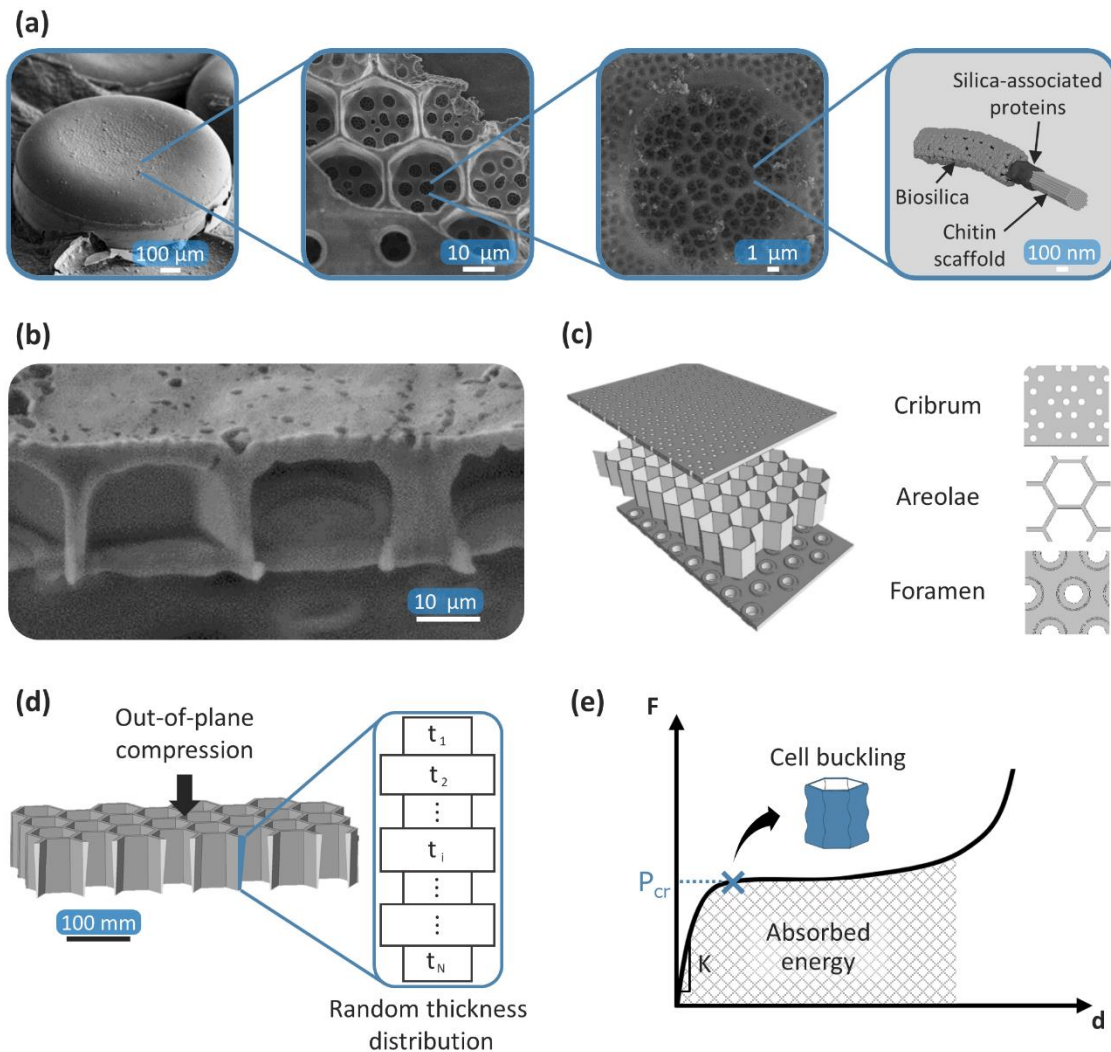 (a)
100 μm
10 μm
1 μm
Silica-associated
proteins
Biosilica
Chitin
scaffold
100 nm
(b)
10 μm
(c)
Cribrum
Areolae
Foramen
(d)
Out-of-plane
compression
100 mm
t1
t2
⋮
ti
⋮
⋮
tN
Random thickness
distribution
(e)
F
Cell buckling
Pcr
Absorbed
energy
K
d